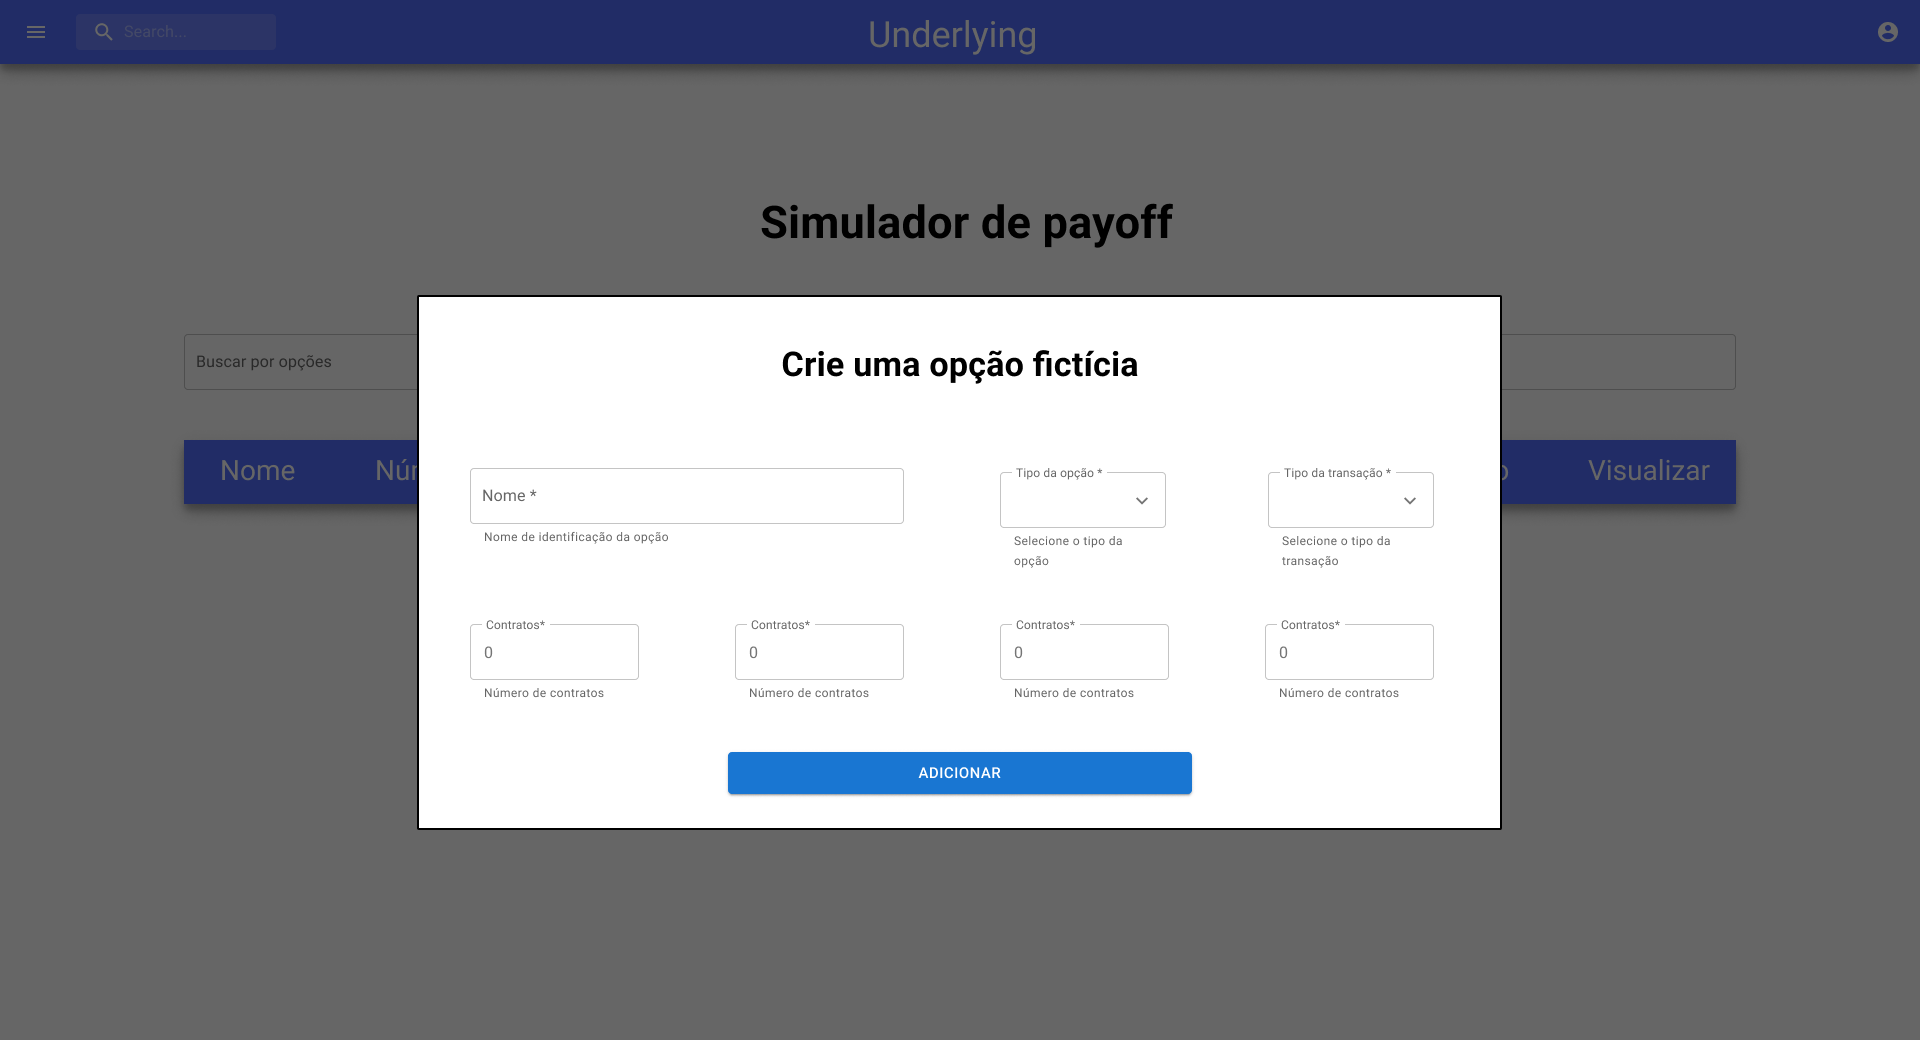 Search...
Underlying
Simulador de payoff
Buscar por opções
Nome
Visualizar
Crie uma opção fictícia
Nome *
Nome de identificação da opção
Tipo da opção *
Selecione o tipo da
opção
Tipo da transação *
Selecione o tipo da
transação
Contratos*
0
Número de contratos
Contratos*
0
Número de contratos
Contratos*
0
Número de contratos
Contratos*
0
Número de contratos
ADICIONAR